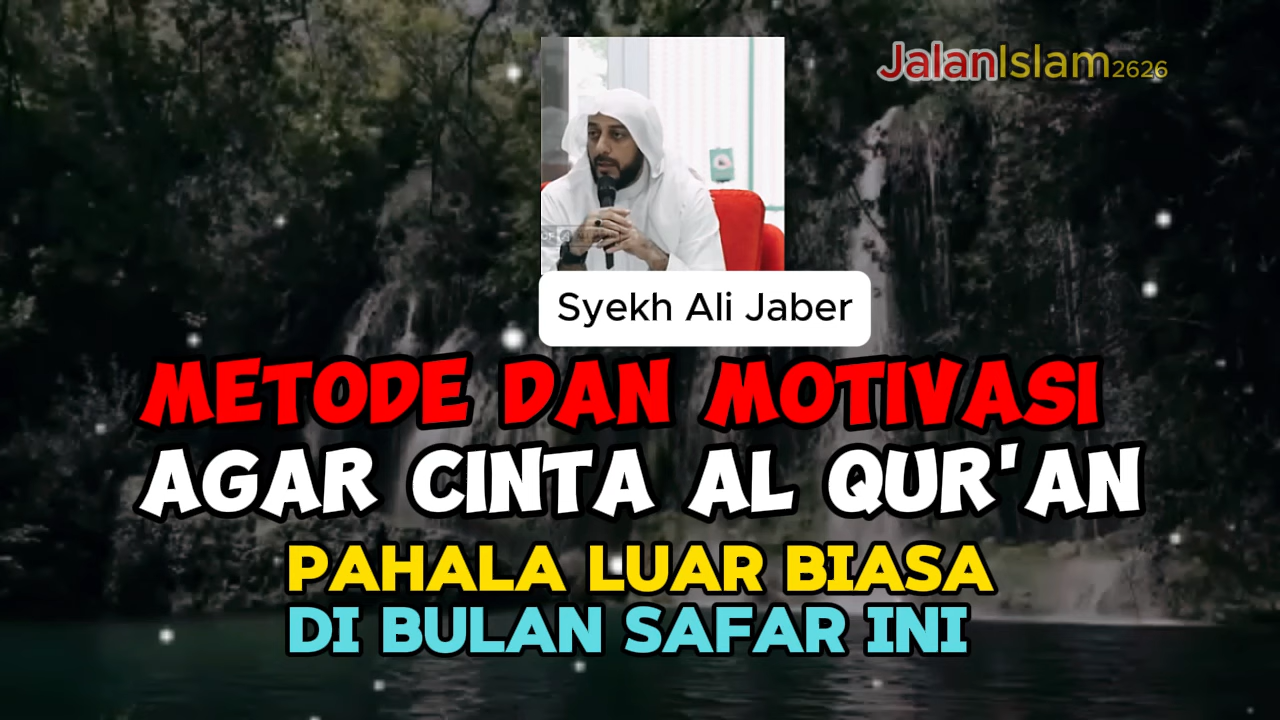 JalanIslam2626
Syekh Ali Jaber
METODE DAN MOTIVASI
AGAR CINTA AL QUR'AN
PAHALA LUAR BIASA
DI BULAN SAFAR INI